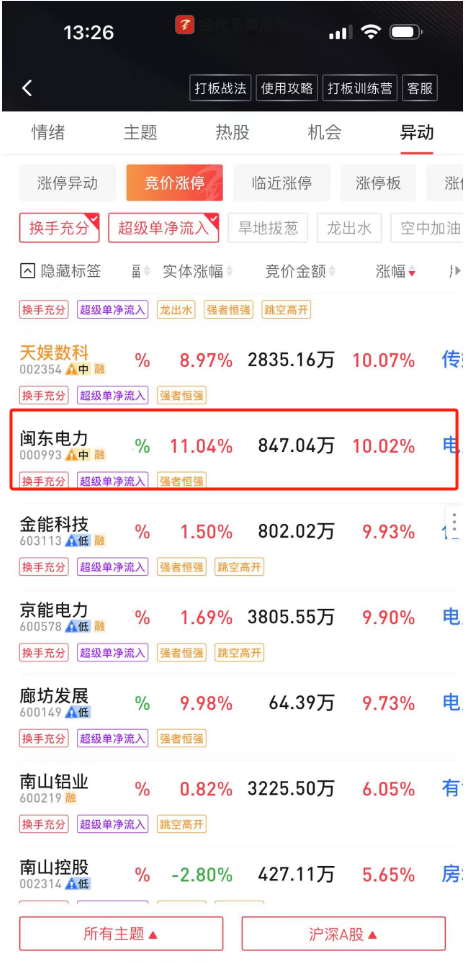 13:26
打板战法 使用攻略 打板训练营 客服
情绪 主题 热股 机会 异动
涨停异动 竞价涨停 临近涨停 涨停板
换手充分 超级单净流入 旱地拔葱 龙出水 空中加油
隐藏标签 实体涨幅 竞价金额 涨幅
换手充分 超级单净流入 龙出水 强者恒强 跳空高开
天娱数科 % 8.97% 2835.16万 10.07% 传
002354 中 融
换手充分 超级单净流入 强者恒强
闽东电力 % 11.04% 847.04万 10.02% 电
000993 中 融
换手充分 超级单净流入 强者恒强
金能科技 % 1.50% 802.02万 9.93%
603113 低 融
换手充分 超级单净流入 强者恒强 跳空高开
京能电力 % 1.69% 3805.55万 9.90% 电
600578 低 融
换手充分 超级单净流入 强者恒强 跳空高开
廊坊发展 % 9.98% 64.39万 9.73% 电
600149 低
换手充分 超级单净流入 强者恒强
南山铝业 % 0.82% 3225.50万 6.05% 有
600219 融
换手充分 超级单净流入 跳空高开
南山控股 % -2.80% 427.11万 5.65% 房
002314 低
所有主题 沪深A股